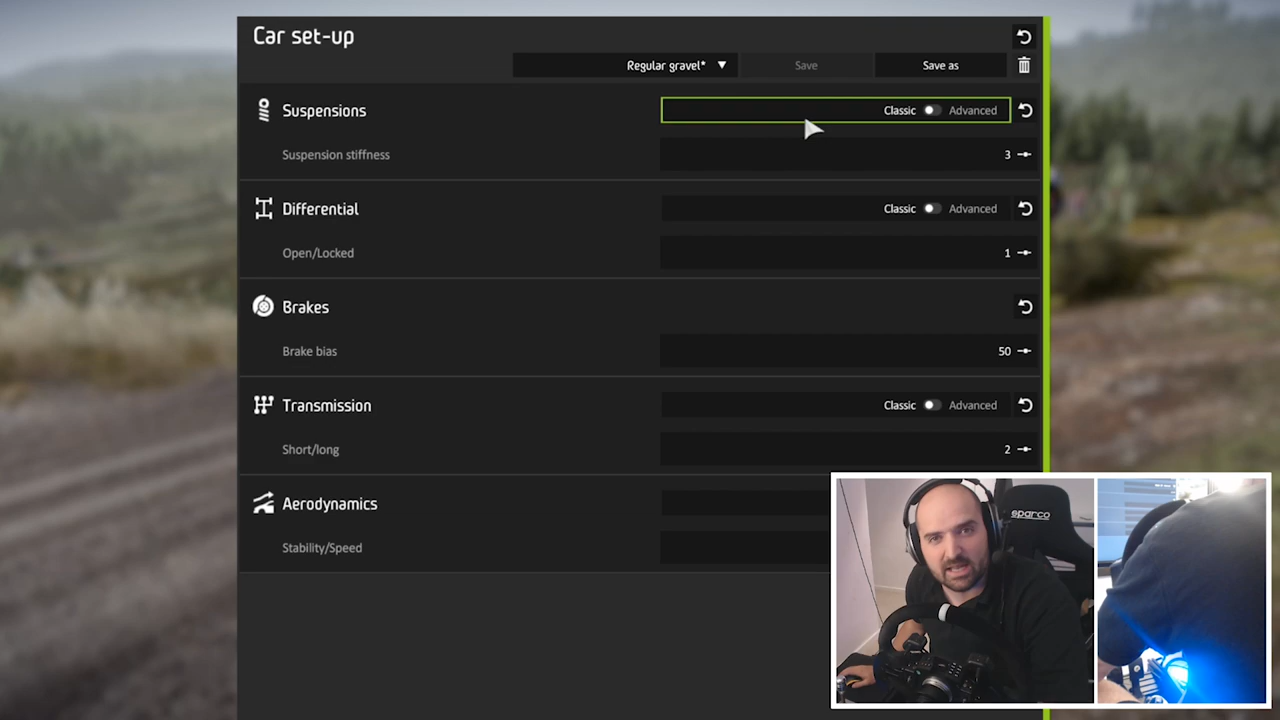 Car set-up
Regular gravel* ▼ Save Save as
Suspensions Classic Advanced
Suspension stiffness 3
Differential Classic Advanced
Open/Locked 1
Brakes
Brake bias 50
Transmission Classic Advanced
Short/long 2
Aerodynamics
Stability/Speed
sparco